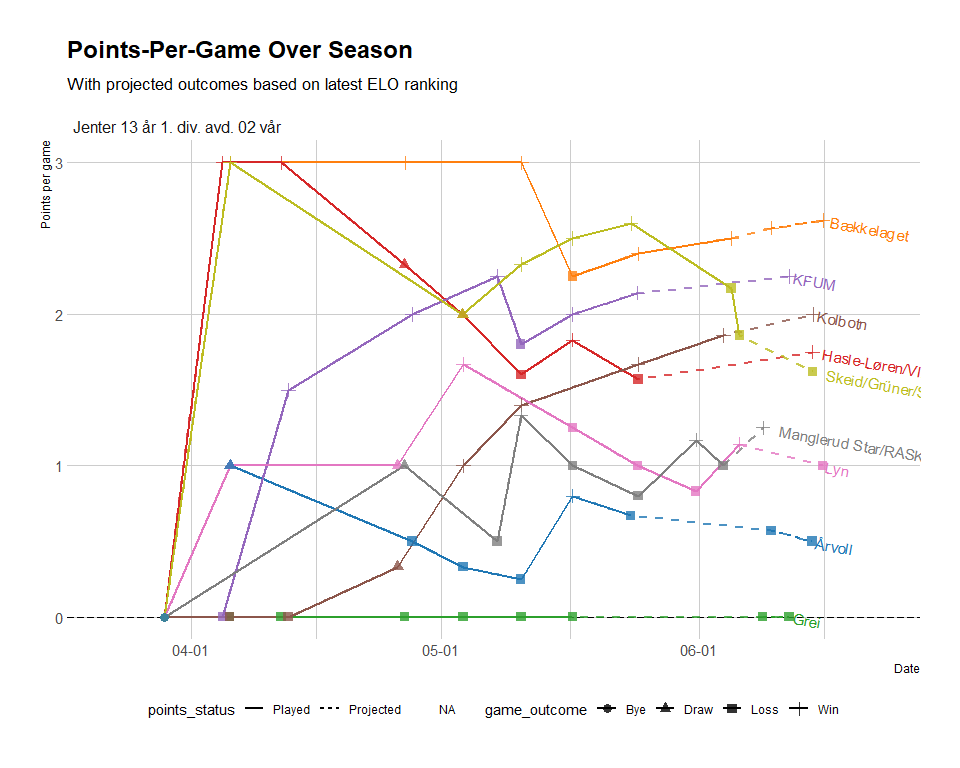 Points-Per-Game Over Season
With projected outcomes based on latest ELO ranking
Jenter 13 år 1. div. avd. 02 vår
Points per game
3
2
1
0
Bækkelaget
KFUM
Kolbotn
Hasle-Løren/VI
Skeid/Grüner/S
Manglerud Star/RASK
Lyn
Årvoll
Grei
04-01
05-01
06-01
Date
points_status Played Projected NA game_outcome Bye Draw Loss Win